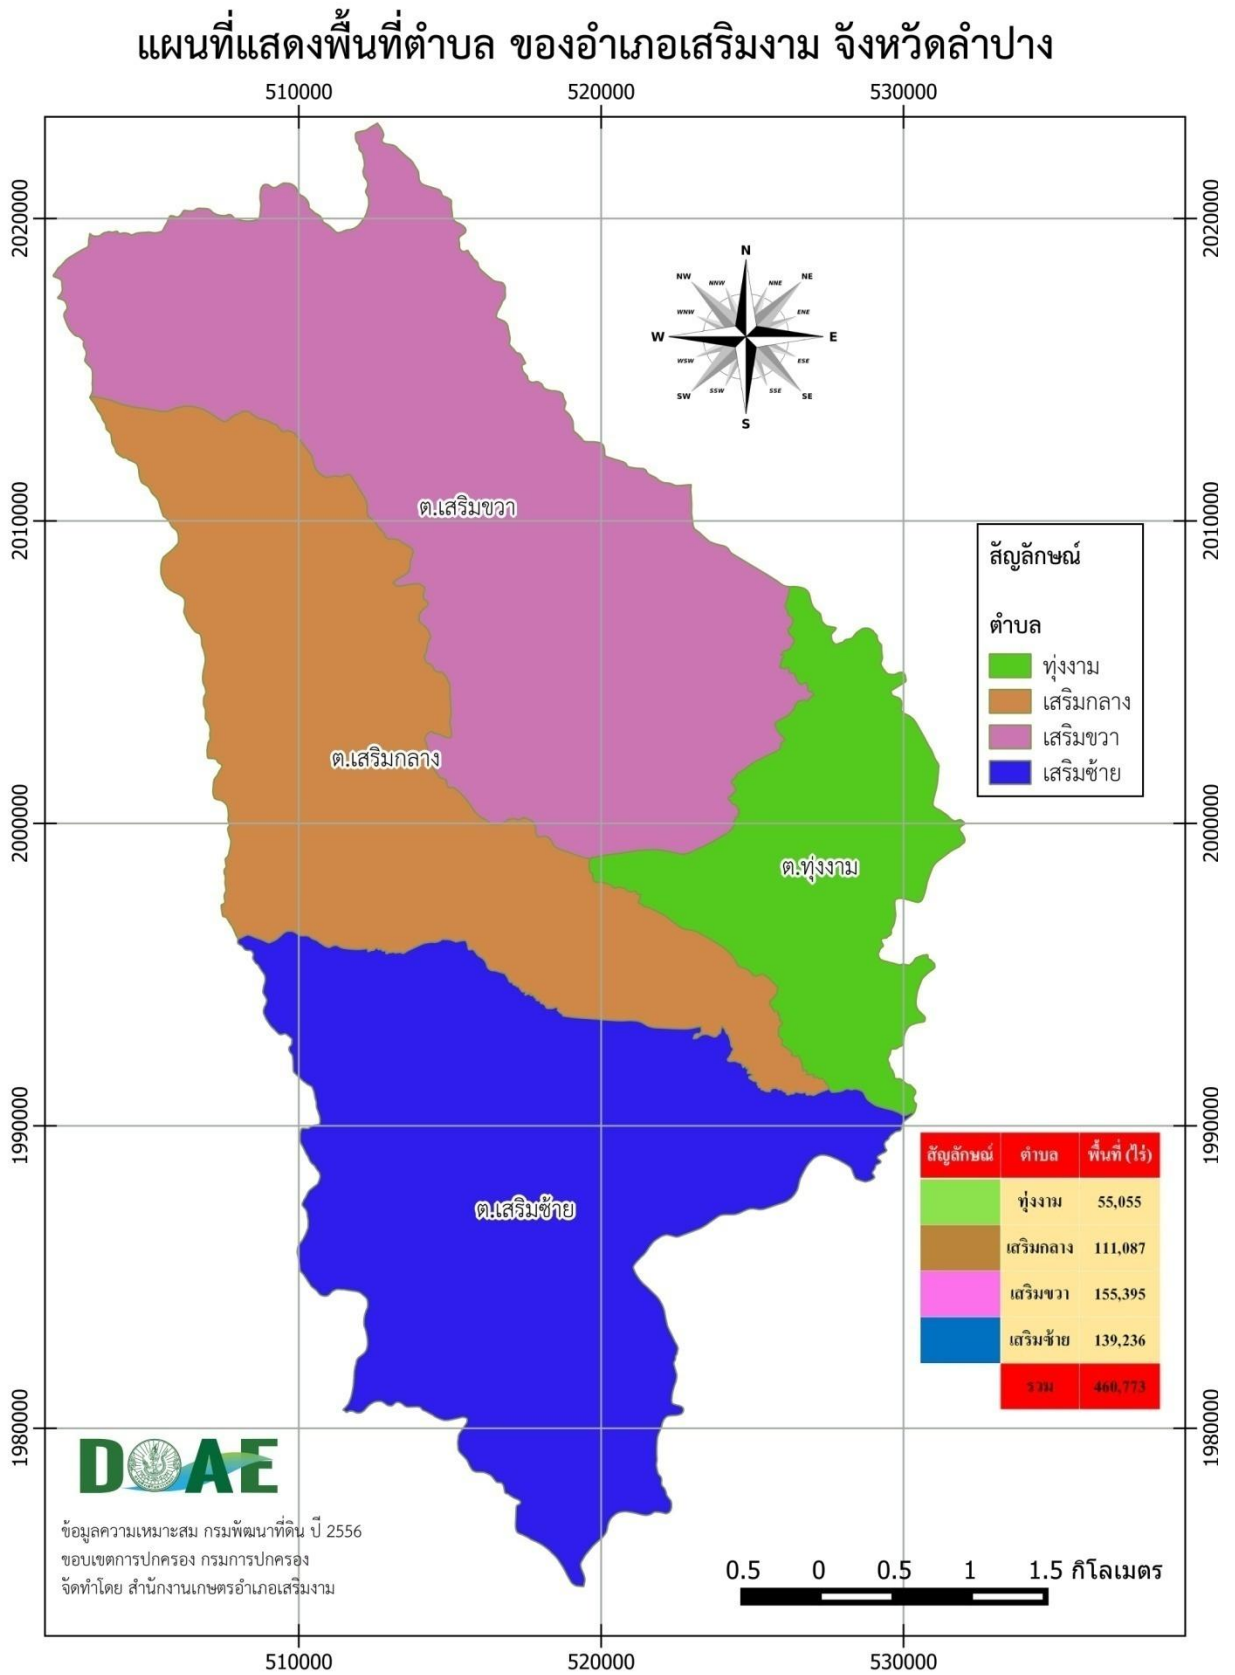 แผนที่แสดงพื้นที่ตำบล ของอำเภอเสริมงาม จังหวัดลำปาง
510000 520000 530000
2020000 2020000
N
NW NNW NNE NE
WNW ENE
W E
WSW ESE
SW SSW SSE SE
S
ต.เสริมขวา
2010000 2010000
สัญลักษณ์
ตำบล
ทุ่งงาม
เสริมกลาง
เสริมขวา
เสริมซ้าย
ต.เสริมกลาง
2000000 2000000
ต.ทุ่งงาม
1990000 1990000
สัญลักษณ์ ตำบล พื้นที่ (ไร่)
ทุ่งงาม 55,055
เสริมกลาง 111,087
เสริมขวา 155,395
เสริมซ้าย 139,236
รวม 460,773
ต.เสริมซ้าย
1980000 1980000
DOAE
ข้อมูลความเหมาะสม กรมพัฒนาที่ดิน ปี 2556
ขอบเขตการปกครอง กรมการปกครอง
จัดทำโดย สำนักงานเกษตรอำเภอเสริมงาม
0.5 0 0.5 1 1.5 กิโลเมตร
510000 520000 530000